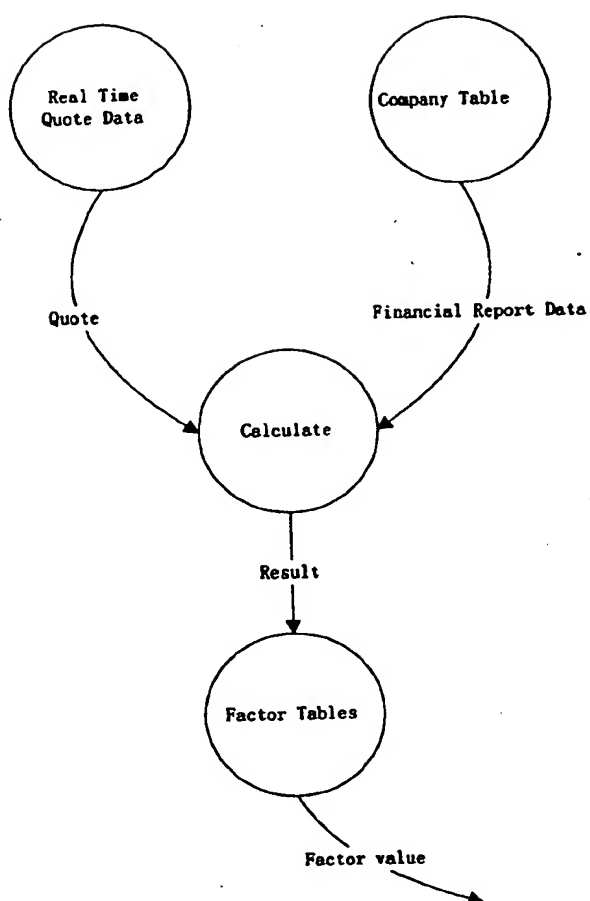 Real Time
Quote Data
Company Table
Quote
Financial Report Data
Calculate
Result
Factor Tables
Factor value